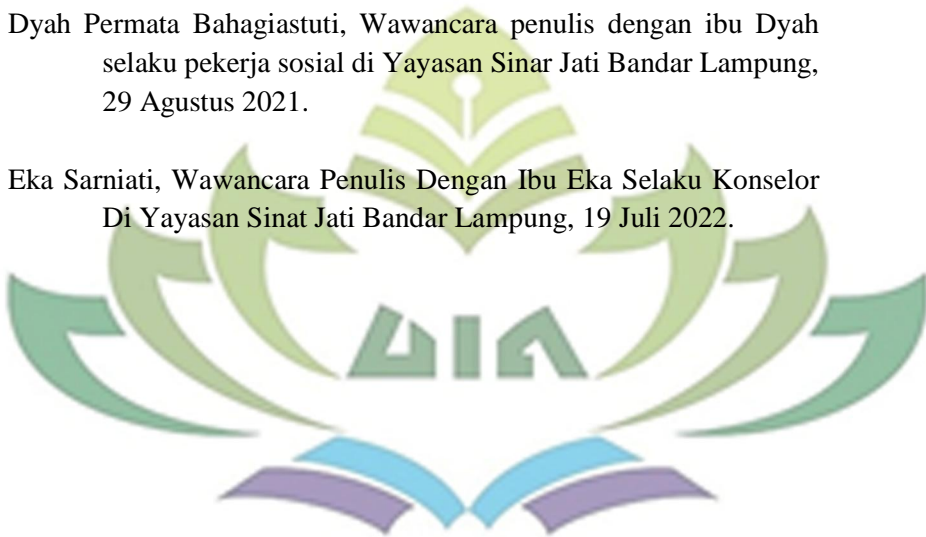 Dyah Permata Bahagiastuti, Wawancara penulis dengan ibu Dyah
selaku pekerja sosial di Yayasan Sinar Jati Bandar Lampung,
29 Agustus 2021.
Eka Sarniati, Wawancara Penulis Dengan Ibu Eka Selaku Konselor
Di Yayasan Sinat Jati Bandar Lampung, 19 Juli 2022.
UIN